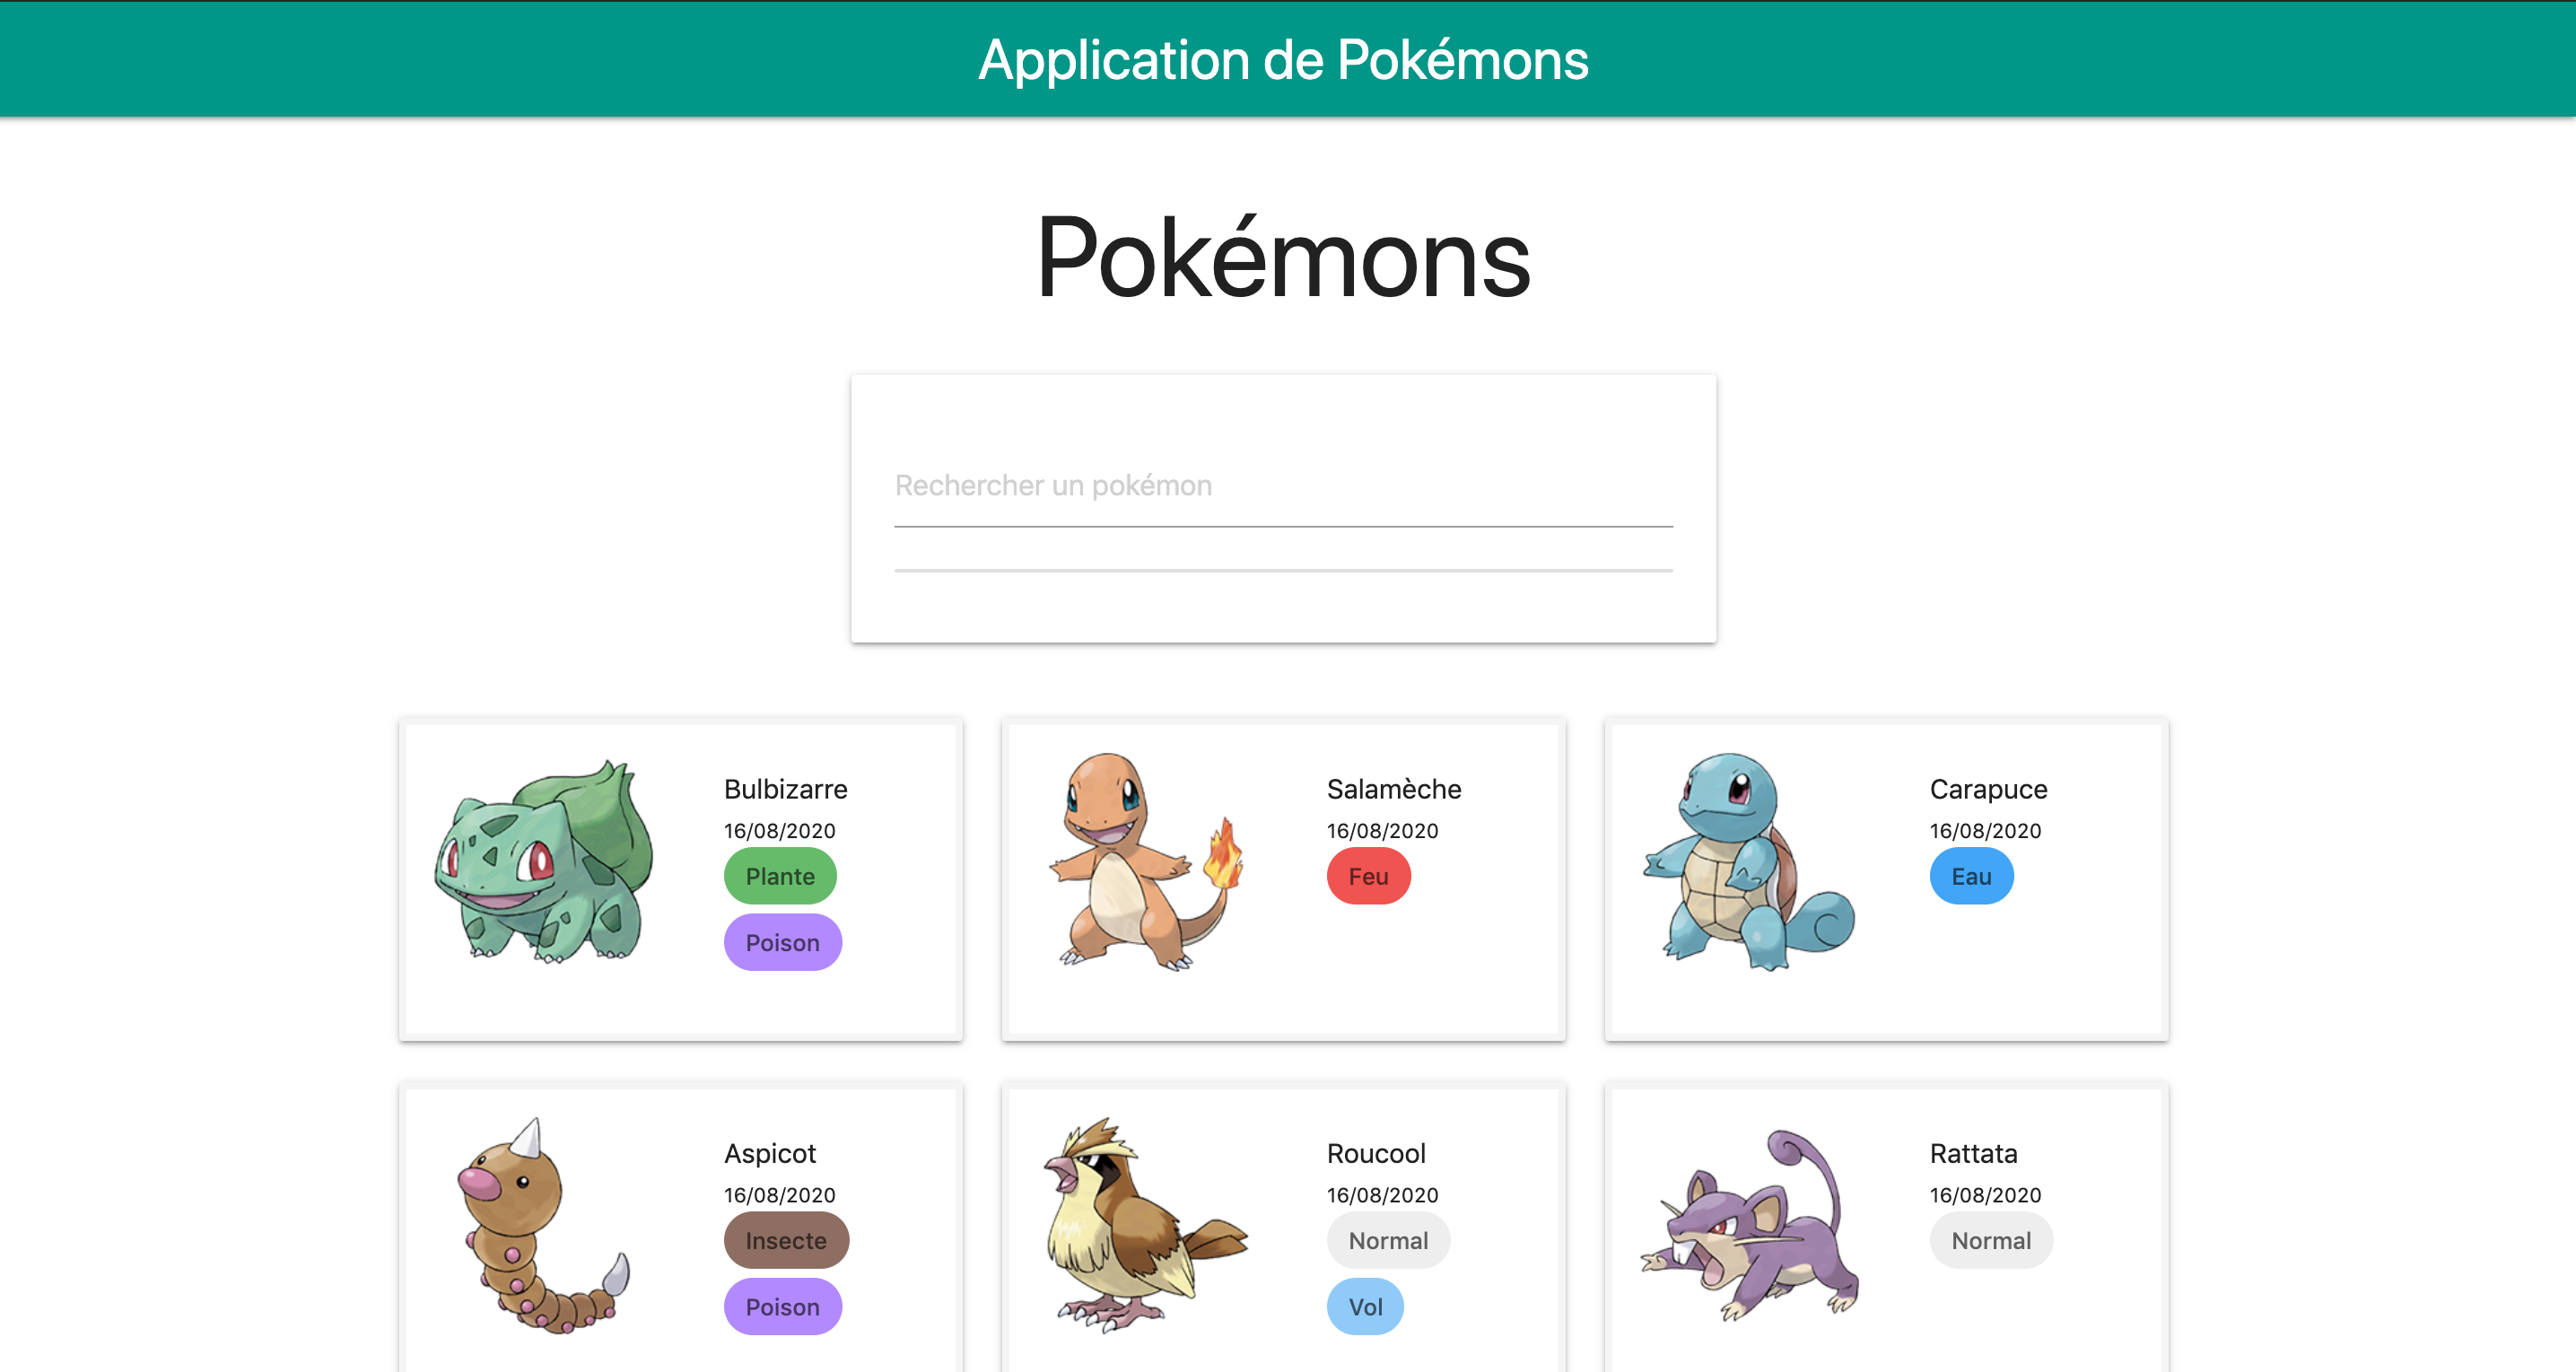 Application de Pokémons
Pokémons
Rechercher un pokémon
Bulbizarre
16/08/2020
Plante
Poison
Salamèche
16/08/2020
Feu
Carapuce
16/08/2020
Eau
Aspicot
16/08/2020
Insecte
Poison
Roucool
16/08/2020
Normal
Vol
Rattata
16/08/2020
Normal